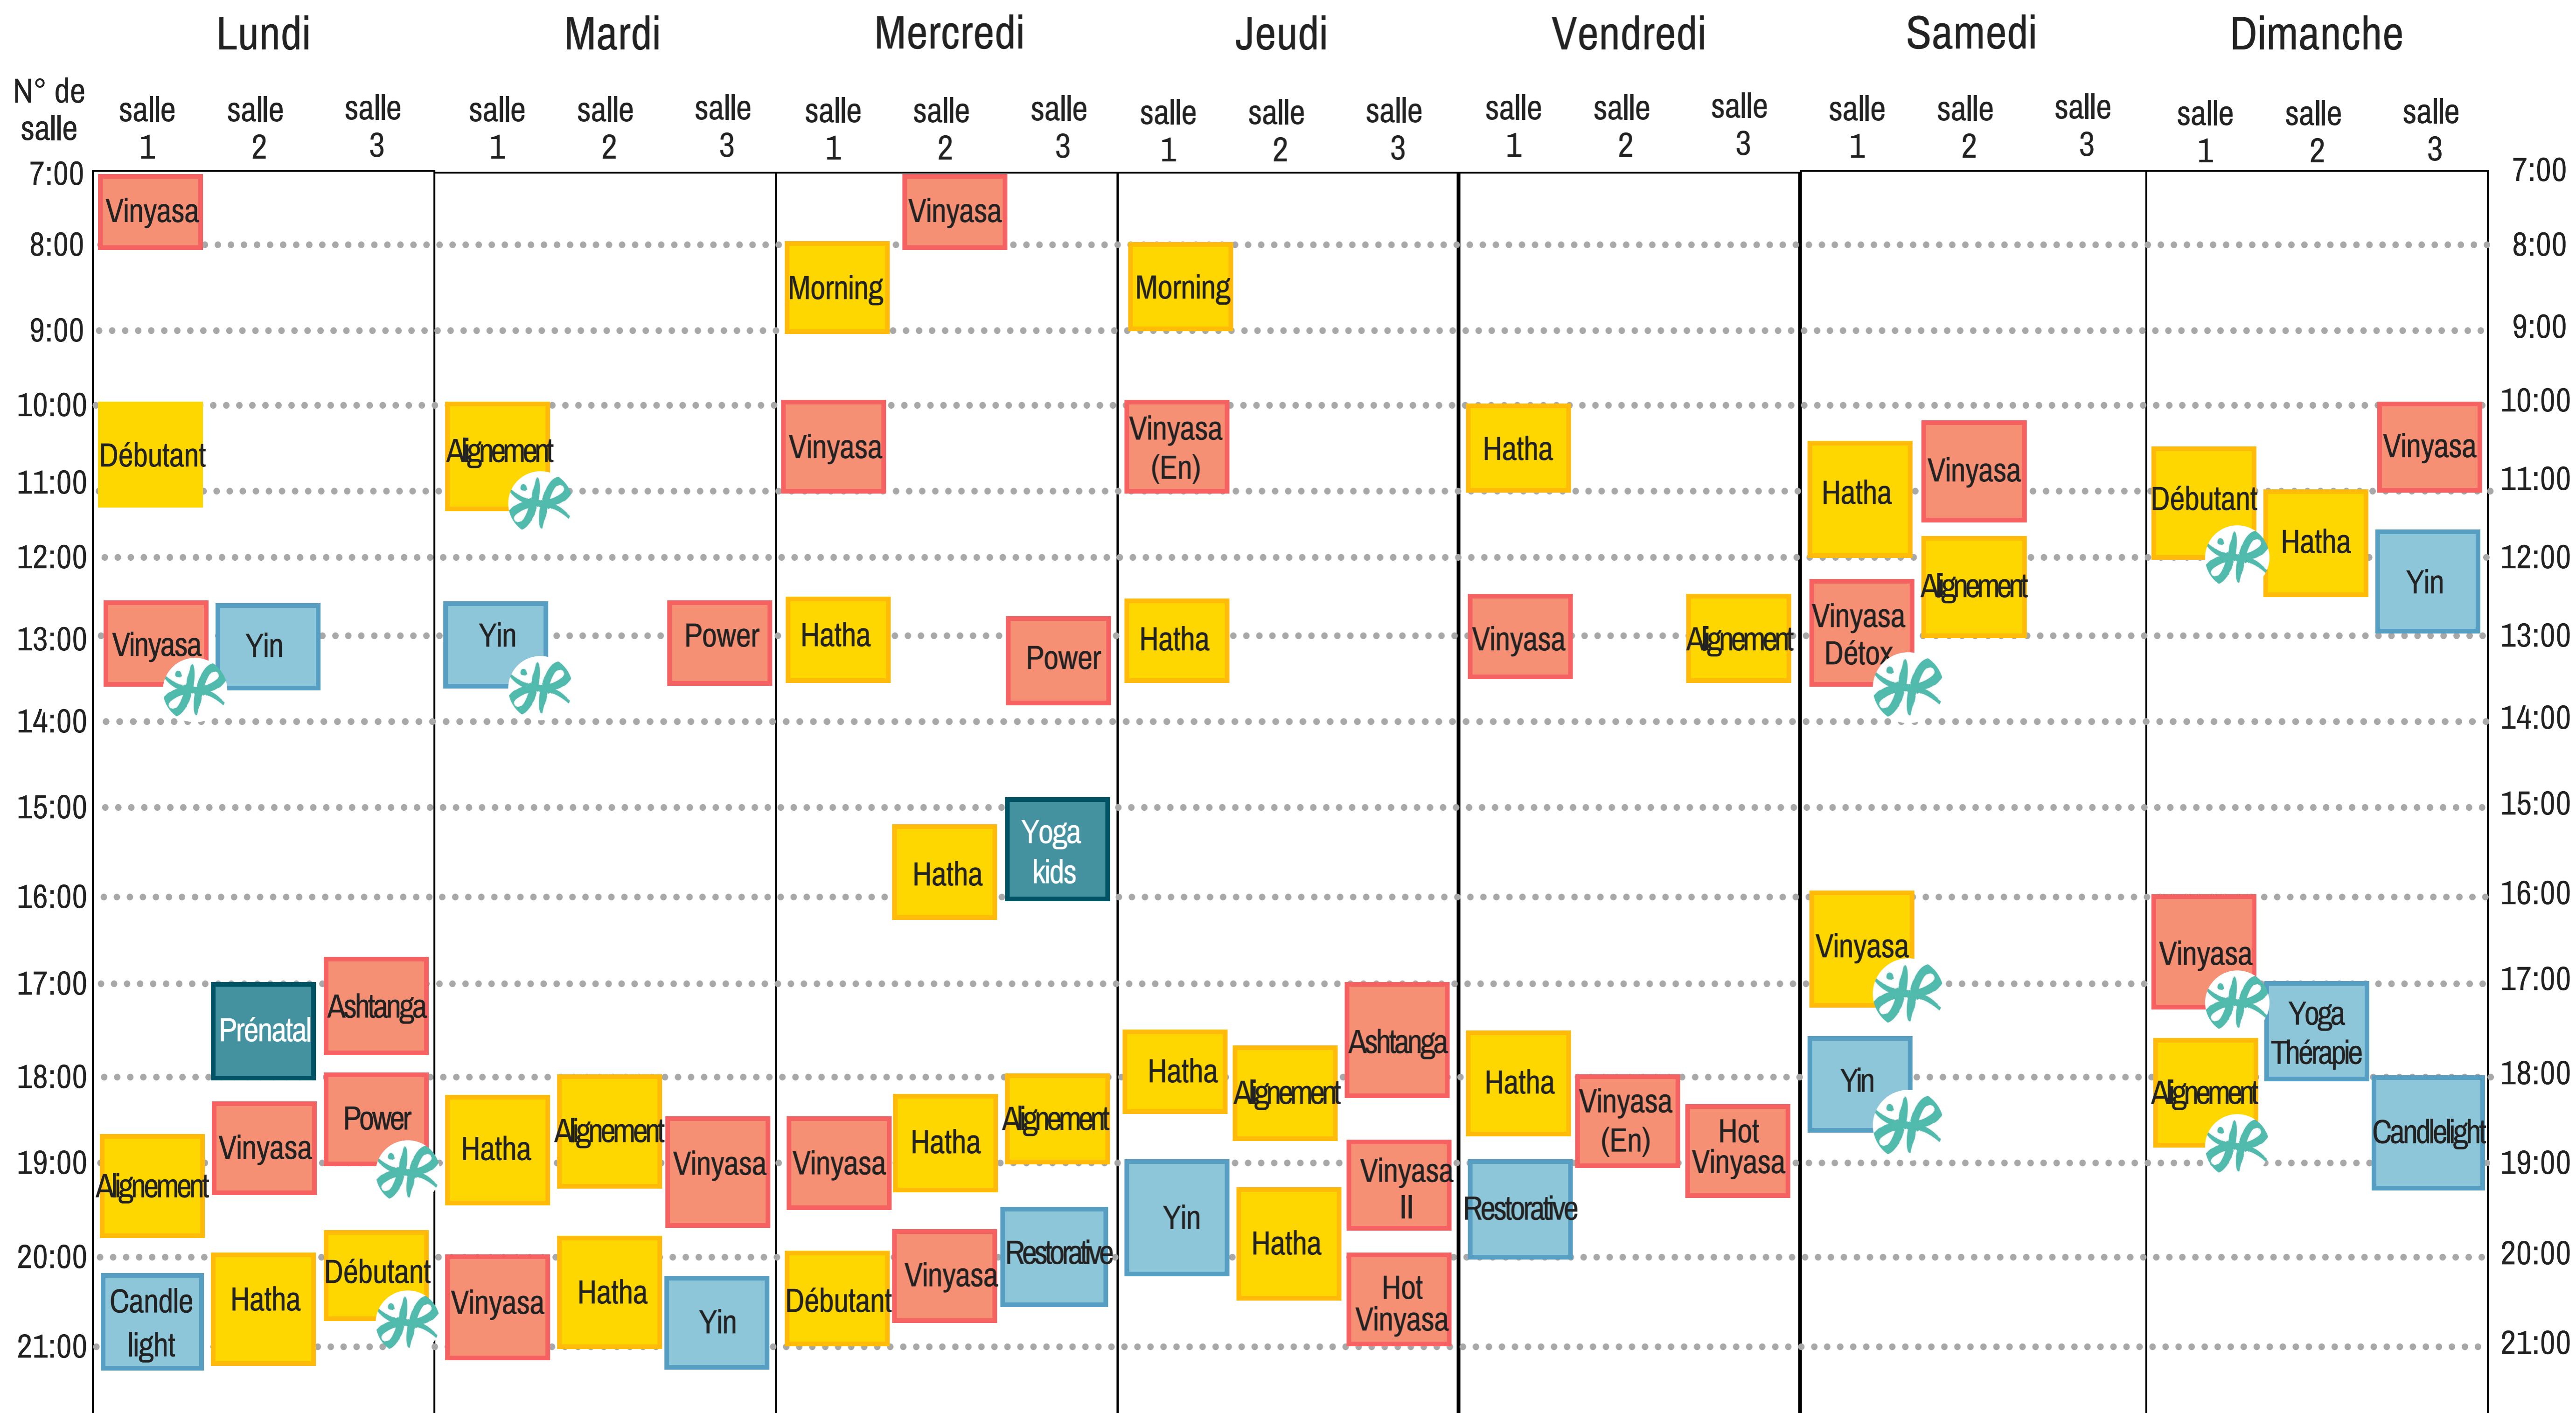 Lundi Mardi Mercredi Jeudi Vendredi Samedi Dimanche
N° de
salle
salle salle salle salle salle salle salle salle salle salle salle salle salle salle salle salle salle salle salle salle salle
1 2 3 1 2 3 1 2 3 1 2 3 1 2 3 1 2 3 1 2 3
7:00 7:00
Vinyasa Vinyasa
8:00 8:00
Morning Morning
9:00 9:00
10:00 10:00
Vinyasa
(En)
Débutant Alignement Vinyasa Hatha Vinyasa Vinyasa
11:00 11:00
Hatha Débutant
Hatha
12:00 12:00
Alignement Yin
Vinyasa
Détox
Vinyasa Yin Yin Power Hatha Power Hatha Vinyasa Alignement
13:00 13:00
14:00 14:00
15:00 15:00
Yoga
kids
Hatha
16:00 16:00
Vinyasa Vinyasa
17:00 17:00
Prénatal Ashtanga Ashtanga
Yoga
Thérapie
Hatha Alignement Hatha Yin Alignement
18:00 18:00
Vinyasa Power Hatha Alignement Hatha Alignement
Vinyasa
(En)
Hot
Vinyasa
Candlelight
19:00 19:00
Alignement Vinyasa Vinyasa Yin
Vinyasa
II
Restorative
20:00 20:00
Candle
light
Hatha Débutant Vinyasa Hatha Yin Débutant Vinyasa Restorative Hatha
Hot
Vinyasa
21:00 21:00